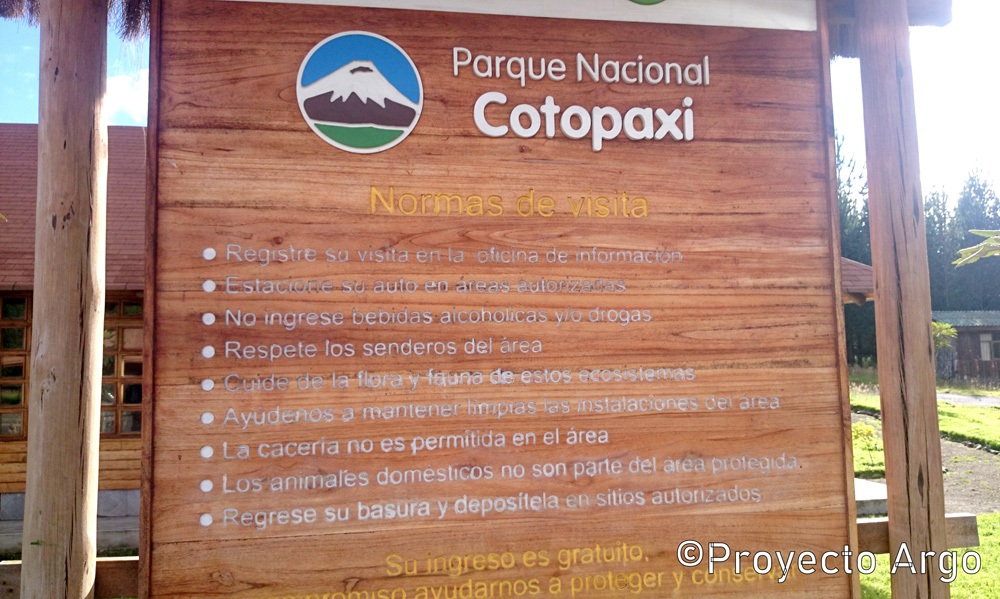 Parque Nacional
Cotopaxi
Normas de visita
• Registre su visita en la oficina de información
• Estacione su auto en áreas autorizadas
• No ingrese bebidas alcohólicas y/o drogas
• Respete los senderos del área
• Cuide de la flora y fauna de estos ecosistemas
• Ayúdenos a mantener limpias las instalaciones del área
• La cacería no es permitida en el área
• Los animales domésticos no son parte del área protegida.
• Regrese su basura y deposítela en sitios autorizados
Su ingreso es gratuito,
ayudarnos a proteger y conservar
©Proyecto Argo